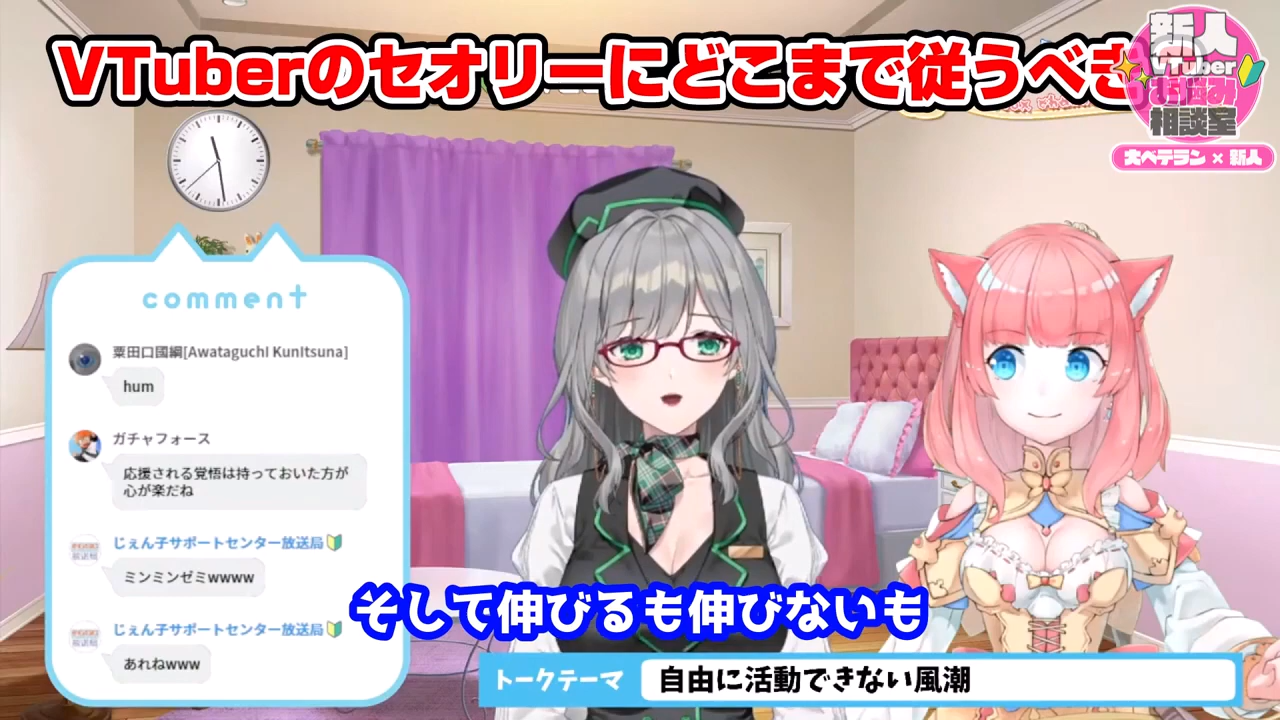 VTuberのセオリーにどこまで従うべき
新人
VTuber
お悩み
相談室
大ベテラン × 新人
comment
粟田口國綱[Awataguchi Kunitsuna]
hum
ガチャフォース
応援される覚悟は持っておいた方が
心が楽だね
じぇん子サポートセンター放送局
ミンミンゼミwwww
じぇん子サポートセンター放送局
あれねwww
そして伸びるも伸びないも
トークテーマ
自由に活動できない風潮